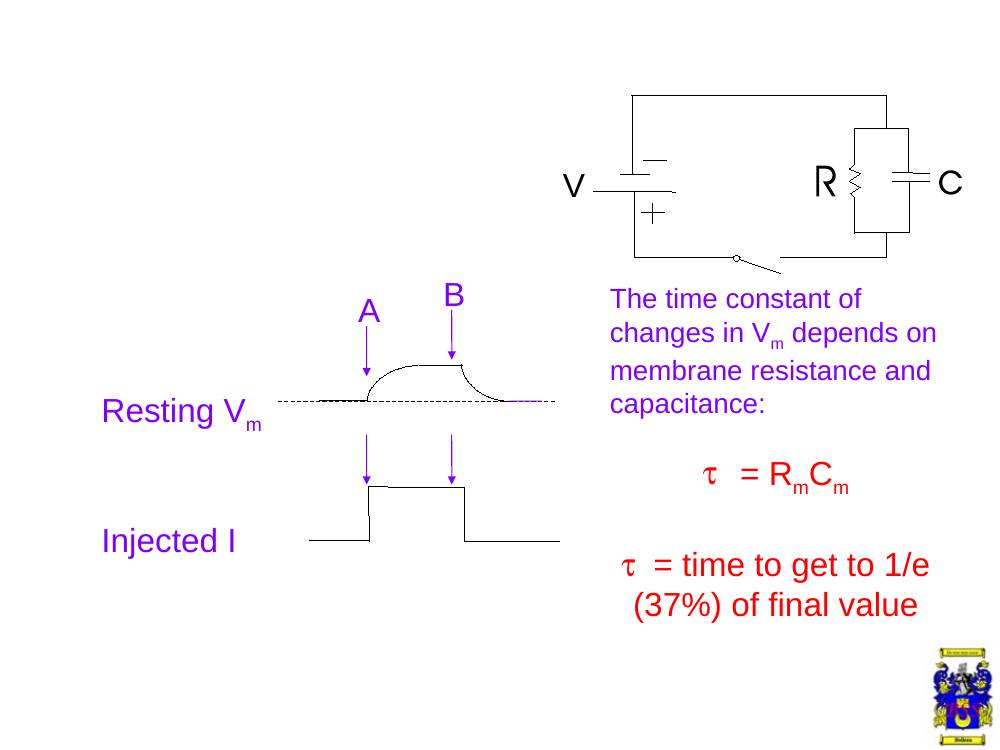 V
R
C
A
B
Resting Vm
Injected I
The time constant of
changes in Vm depends on
membrane resistance and
capacitance:
τ = RmCm
τ = time to get to 1/e
(37%) of final value